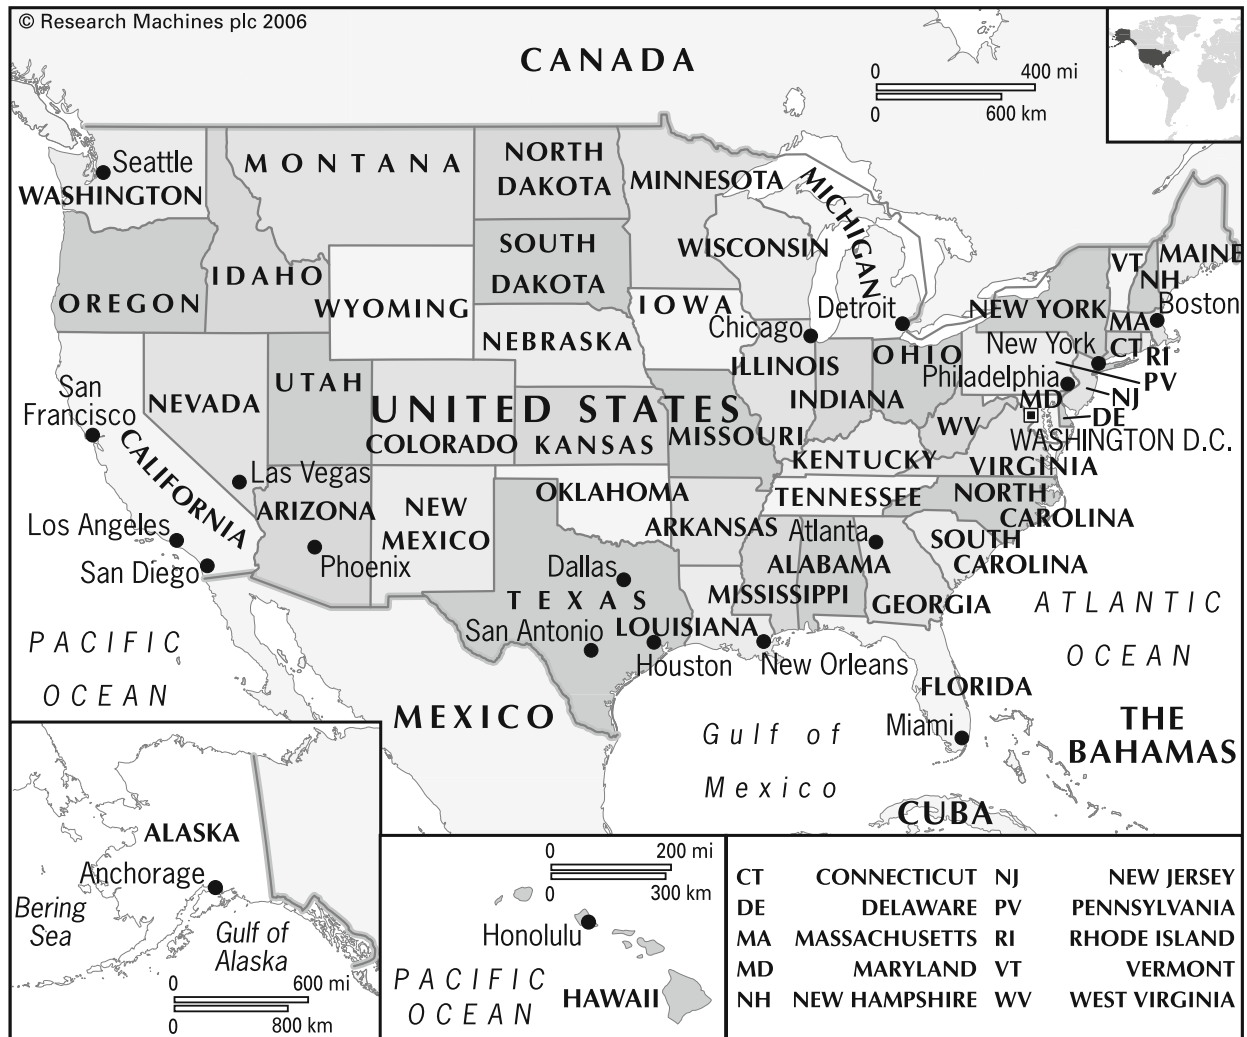 © Research Machines plc 2006
CANADA
0 400 mi
0 600 km
Seattle
WASHINGTON
MONTANA
NORTH
DAKOTA
MINNESOTA
MICHIGAN
WISCONSIN
SOUTH
DAKOTA
IDAHO
OREGON
WYOMING
IOWA
Detroit
Chicago
NEBRASKA
NEW YORK
VT
MAINE
NH
Boston
MA
CT
RI
New York
PV
Philadelphia
NJ
MD
DE
WASHINGTON D.C.
OHIO
ILLINOIS
INDIANA
WV
VIRGINIA
KENTUCKY
San
Francisco
NEVADA
UTAH
UNITED STATES
COLORADO
KANSAS
MISSOURI
CALIFORNIA
Las Vegas
Los Angeles
San Diego
ARIZONA
Phoenix
NEW
MEXICO
OKLAHOMA
ARKANSAS
TENNESSEE
NORTH
CAROLINA
Atlanta
SOUTH
CAROLINA
ALABAMA
MISSISSIPPI
GEORGIA
Dallas
TEXAS
San Antonio
LOUISIANA
Houston
New Orleans
FLORIDA
Miami
PACIFIC
OCEAN
ATLANTIC
OCEAN
MEXICO
Gulf of
Mexico
THE
BAHAMAS
CUBA
ALASKA
Anchorage
Bering
Sea
Gulf of
Alaska
0 600 mi
0 800 km
0 200 mi
0 300 km
Honolulu
PACIFIC
OCEAN
HAWAII
CT CONNECTICUT NJ NEW JERSEY
DE DELAWARE PV PENNSYLVANIA
MA MASSACHUSETTS RI RHODE ISLAND
MD MARYLAND VT VERMONT
NH NEW HAMPSHIRE WV WEST VIRGINIA